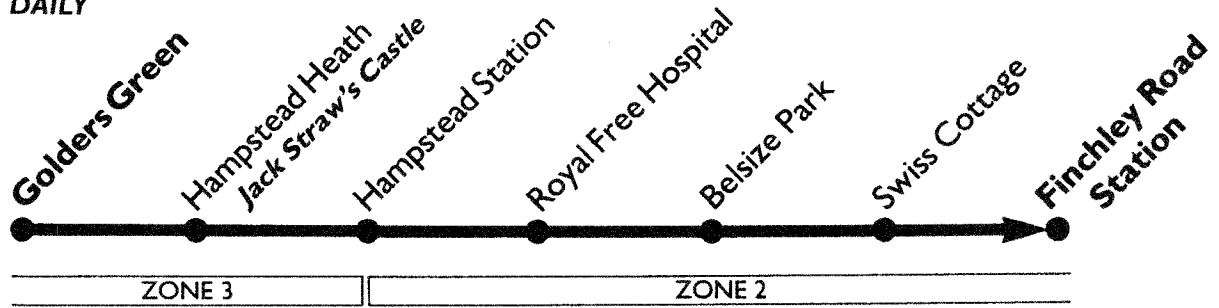 DAILY
Golders Green
Hampstead Heath
Jack Straw's Castle
Hampstead Station
Royal Free Hospital
Belsize Park
Swiss Cottage
Finchley Road
Station
ZONE 3
ZONE 2